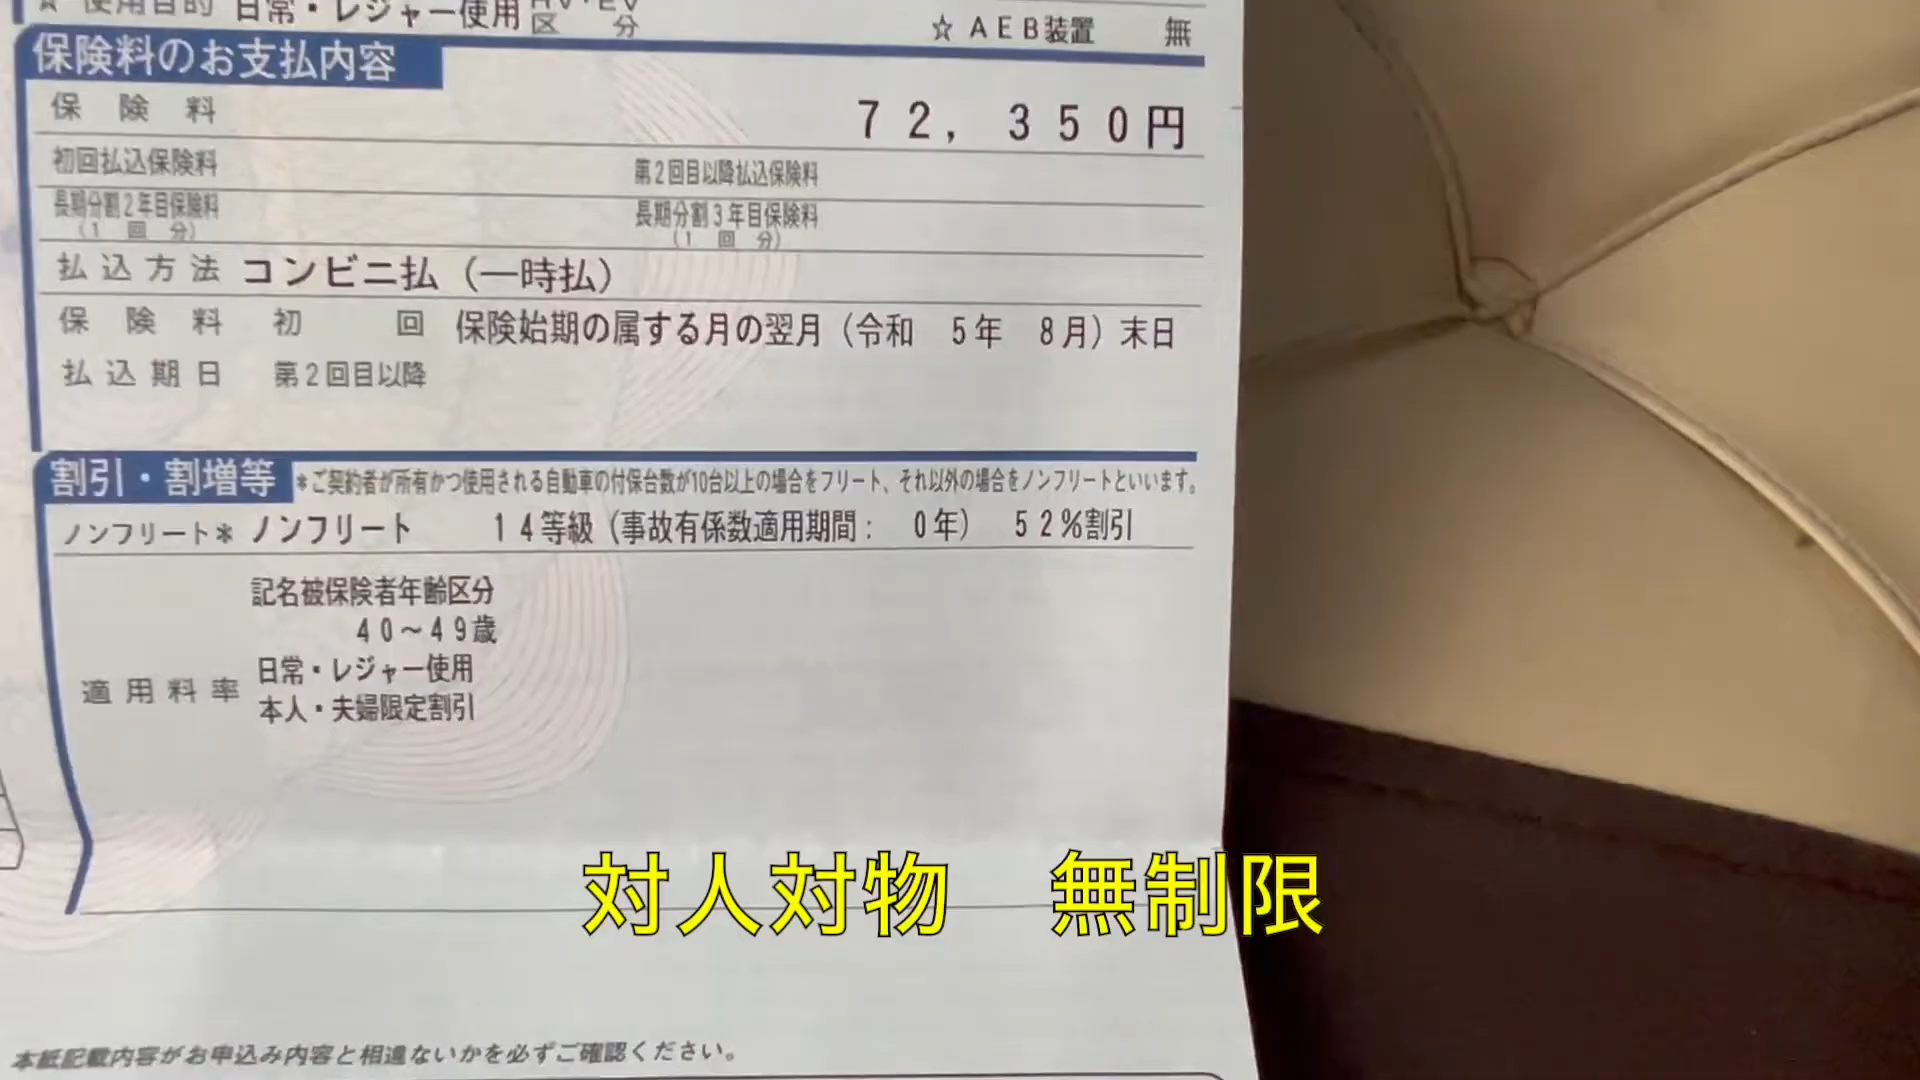 ☆ 使用目的 日常・レジャー使用 HV・EV区分
☆ AEB装置 無
保険料のお支払内容
保険料 72,350円
初回払込保険料 第2回目以降払込保険料
長期分割2年目保険料(1回分) 長期分割3年目保険料(1回分)
払込方法 コンビニ払(一時払)
保険料 初回 保険始期の属する月の翌月(令和 5年 8月)末日
払込期日 第2回目以降
割引・割増等 *ご契約者が所有かつ使用される自動車の付保台数が10台以上の場合をフリート、それ以外の場合をノンフリートといいます。
ノンフリート* ノンフリート 14等級(事故有係数適用期間: 0年) 52%割引
記名被保険者年齢区分
40~49歳
日常・レジャー使用
適用料率
本人・夫婦限定割引
対人対物 無制限
本紙記載内容がお申込み内容と相違ないかを必ずご確認ください。